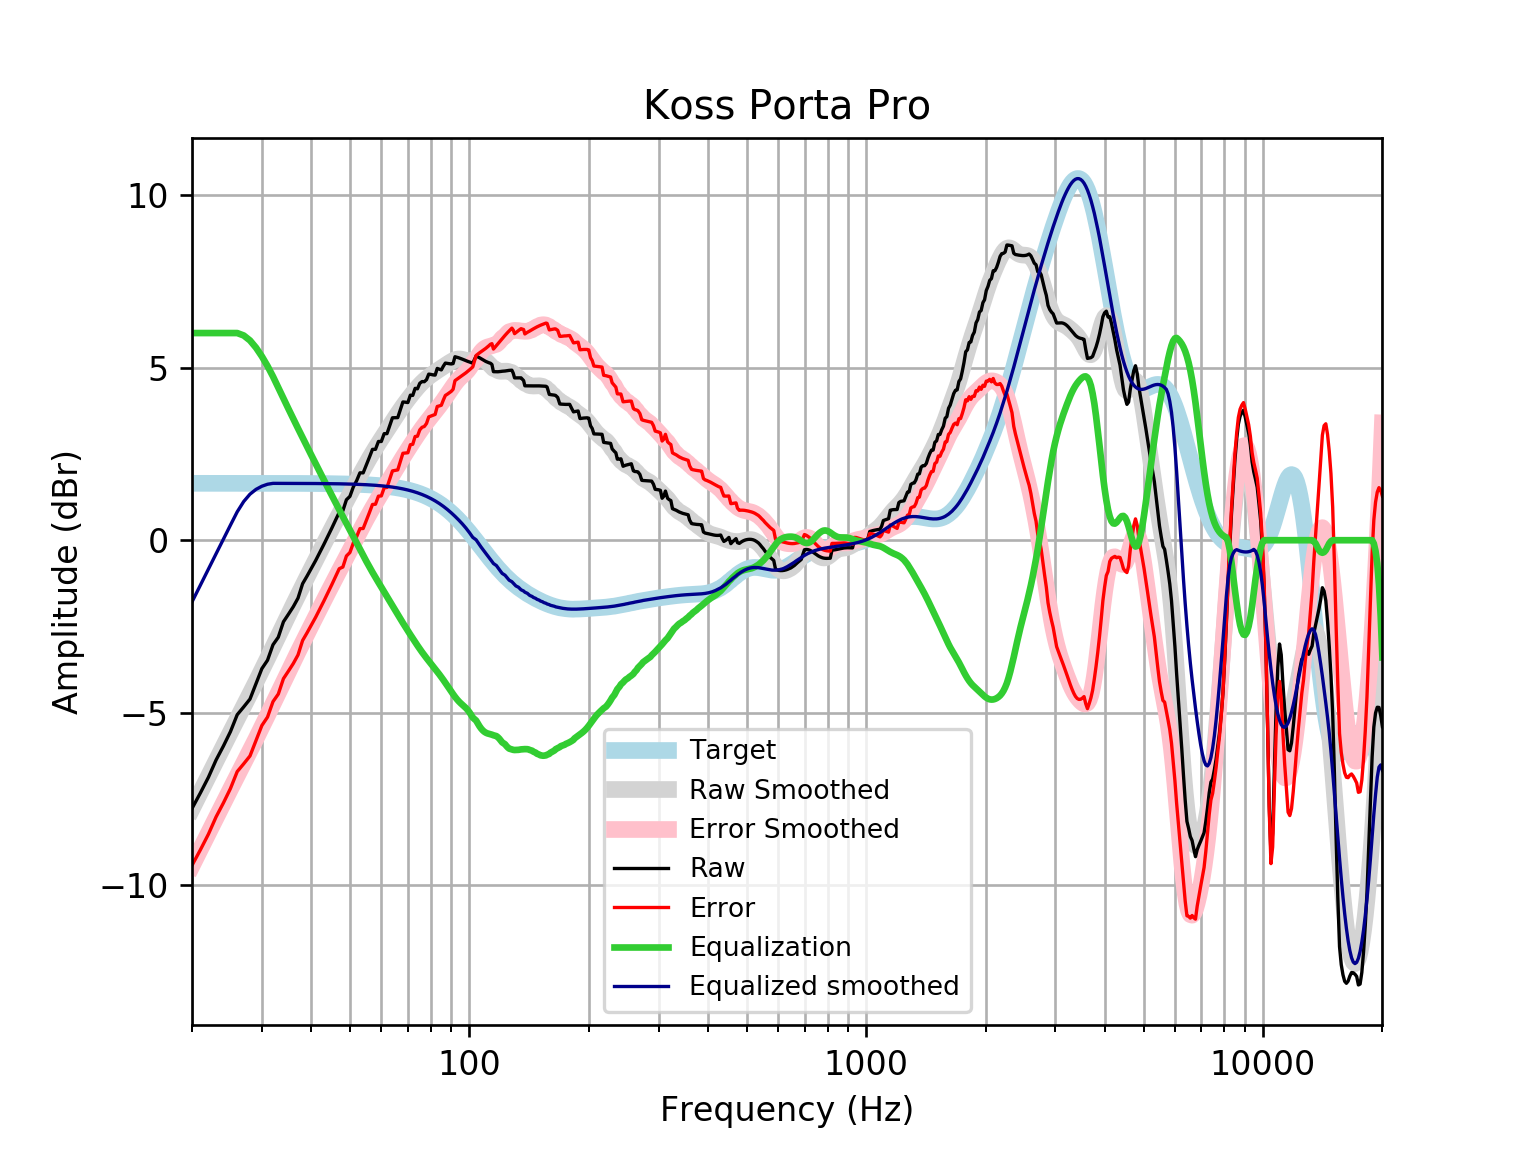 Koss Porta Pro
Amplitude (dBr)
10
5
0
−5
−10
Target
Raw Smoothed
Error Smoothed
Raw
Error
Equalization
Equalized smoothed
100 1000 10000
Frequency (Hz)